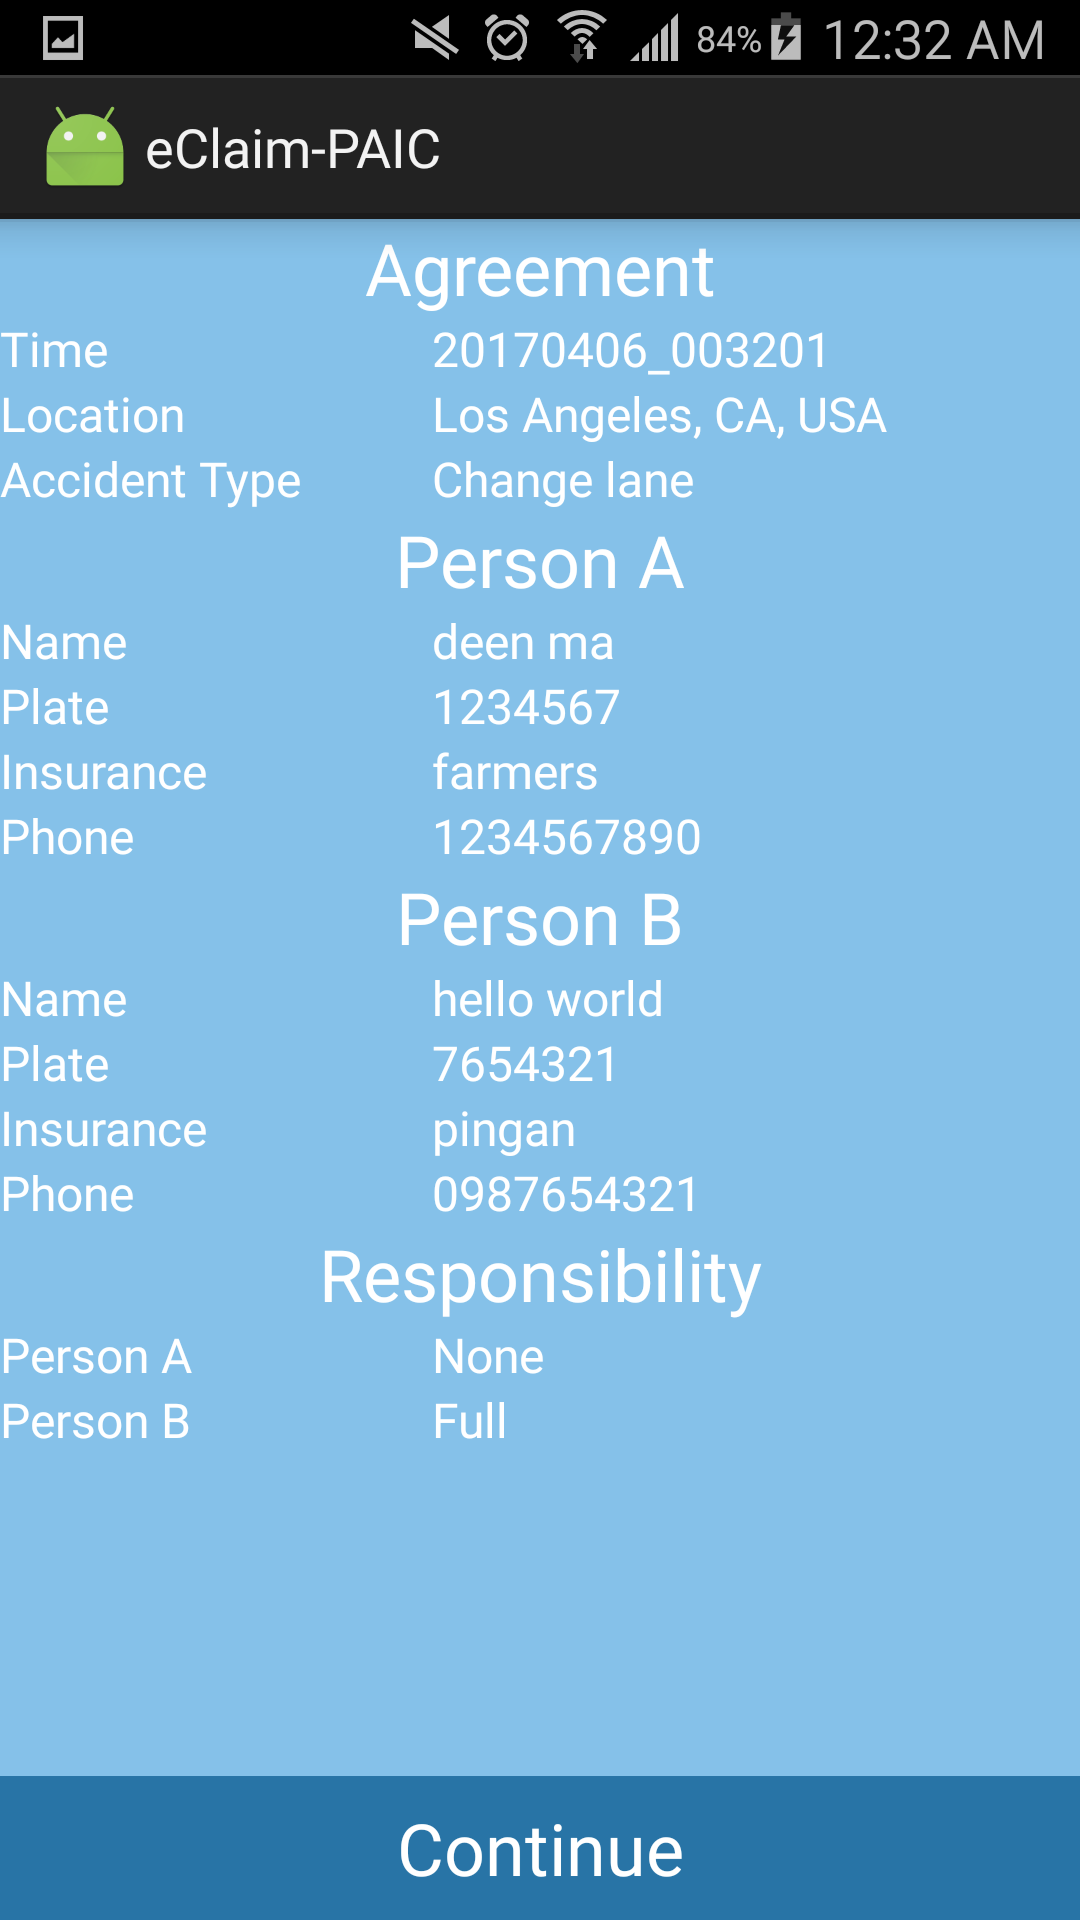 84% 12:32 AM
eClaim-PAIC
Agreement
Time 20170406_003201
Location Los Angeles, CA, USA
Accident Type Change lane
Person A
Name deen ma
Plate 1234567
Insurance farmers
Phone 1234567890
Person B
Name hello world
Plate 7654321
Insurance pingan
Phone 0987654321
Responsibility
Person A None
Person B Full
Continue